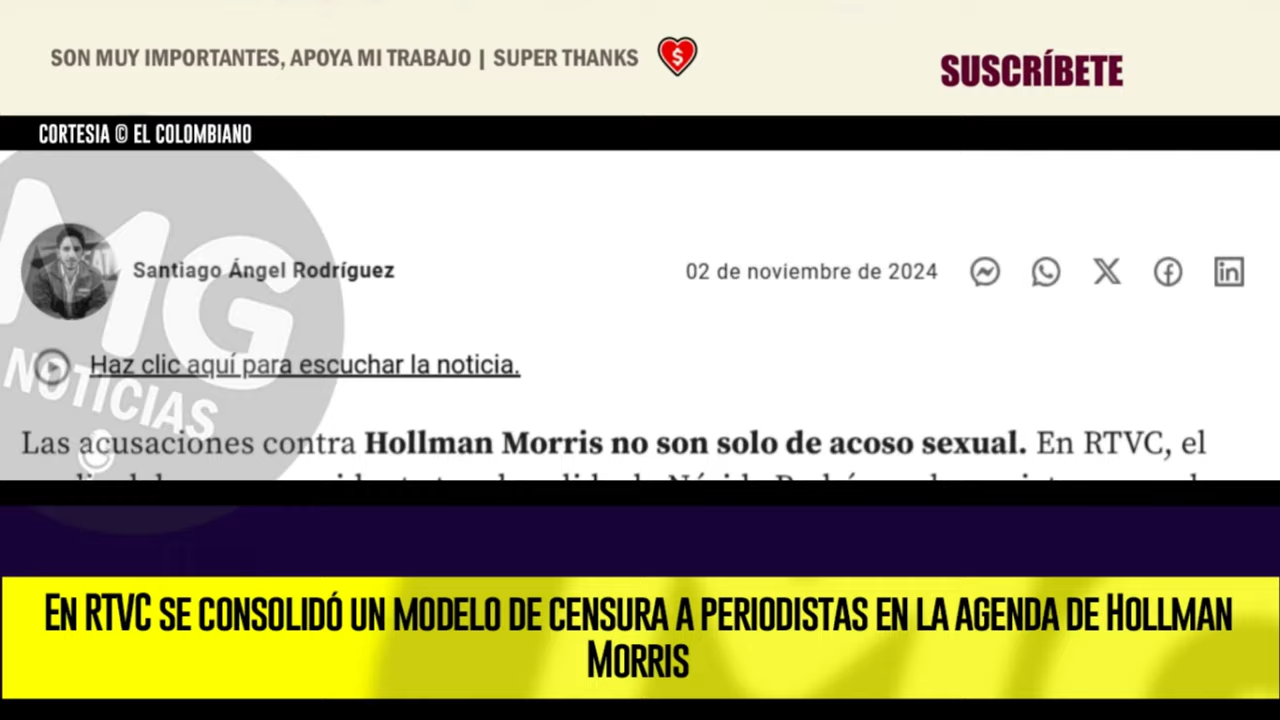 SON MUY IMPORTANTES, APOYA MI TRABAJO | SUPER THANKS
SUSCRÍBETE
CORTESIA © EL COLOMBIANO
MG
NOTICIAS
Santiago Ángel Rodríguez
02 de noviembre de 2024
Haz clic aquí para escuchar la noticia.
Las acusaciones contra Hollman Morris no son solo de acoso sexual. En RTVC, el
EN RTVC SE CONSOLIDÓ UN MODELO DE CENSURA A PERIODISTAS EN LA AGENDA DE HOLLMAN
MORRIS